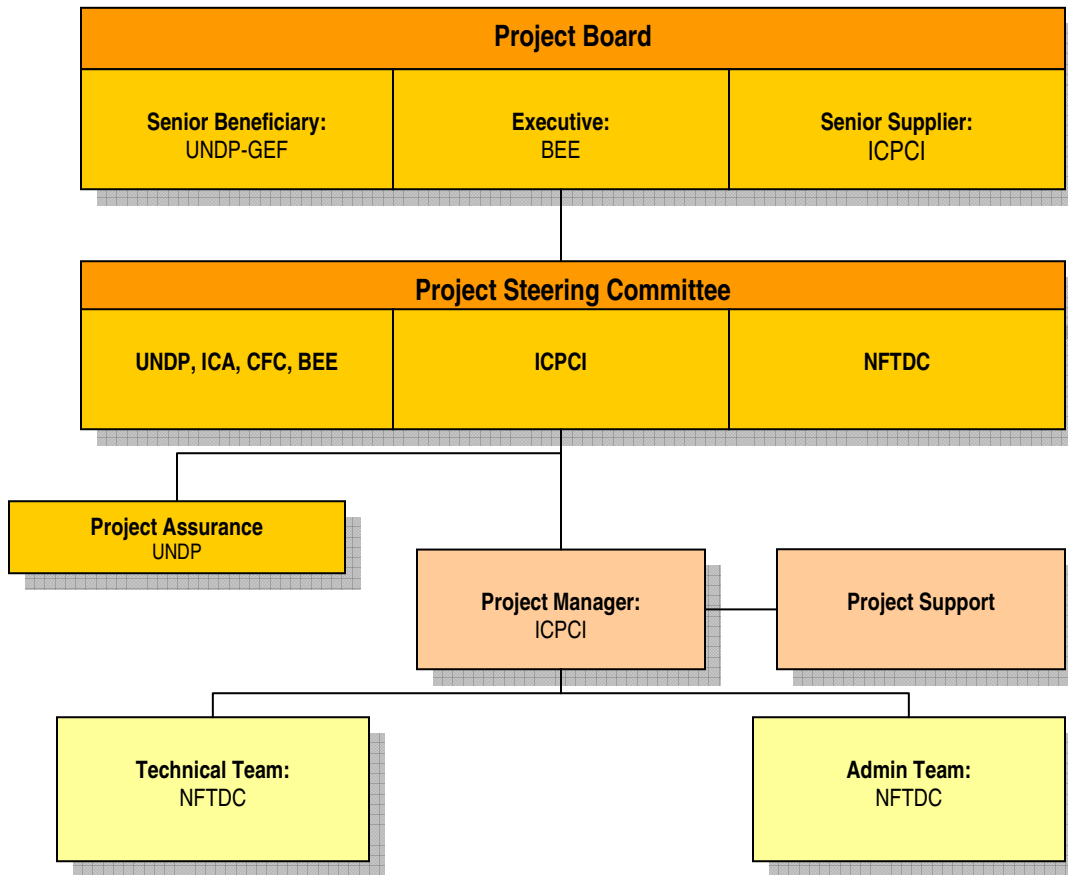 Project Board
Senior Beneficiary:
UNDP-GEF
Executive:
BEE
Senior Supplier:
ICPCI
Project Steering Committee
UNDP, ICA, CFC, BEE
ICPCI
NFTDC
Project Assurance
UNDP
Project Manager:
ICPCI
Project Support
Technical Team:
NFTDC
Admin Team:
NFTDC